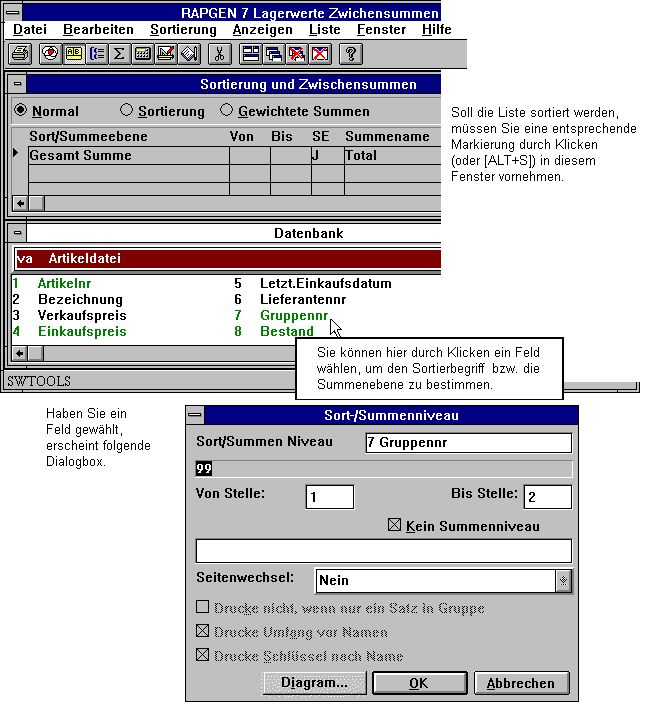 RAPGEN 7 Lagerwerte Zwichensummen
Datei Bearbeiten Sortierung Anzeigen Liste Fenster Hilfe
Sortierung und Zwischensummen
Normal Sortierung Gewichtete Summen
Sort/Summeebene Von Bis SE Summename
Gesamt Summe J Total
Soll die Liste sortiert werden,
müssen Sie eine entsprechende
Markierung durch Klicken
(oder [ALT+S]) in diesem
Fenster vornehmen.
Datenbank
va Artikeldatei
1 Artikelnr 5 Letzt.Einkaufsdatum
2 Bezeichnung 6 Lieferantennr
3 Verkaufspreis 7 Gruppennr
4 Einkaufspreis 8 Bestand
Sie können hier durch Klicken ein Feld
wählen, um den Sortierbegriff bzw. die
Summenebene zu bestimmen.
SWTOOLS
Haben Sie ein
Feld gewählt,
erscheint folgende
Dialogbox.
Sort-/Summenniveau
Sort/Summen Niveau 7 Gruppennr
99
Von Stelle: 1 Bis Stelle: 2
Kein Summenniveau
Seitenwechsel: Nein
Drucke nicht, wenn nur ein Satz in Gruppe
Drucke Umfang vor Namen
Drucke Schlüssel nach Name
Diagram... OK Abbrechen